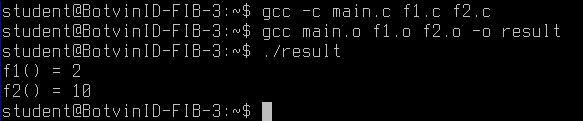 student@BotvinID-FIB-3:~$ gcc -c main.c f1.c f2.c
student@BotvinID-FIB-3:~$ gcc main.o f1.o f2.o -o result
student@BotvinID-FIB-3:~$ ./result
f1() = 2
f2() = 10
student@BotvinID-FIB-3:~$